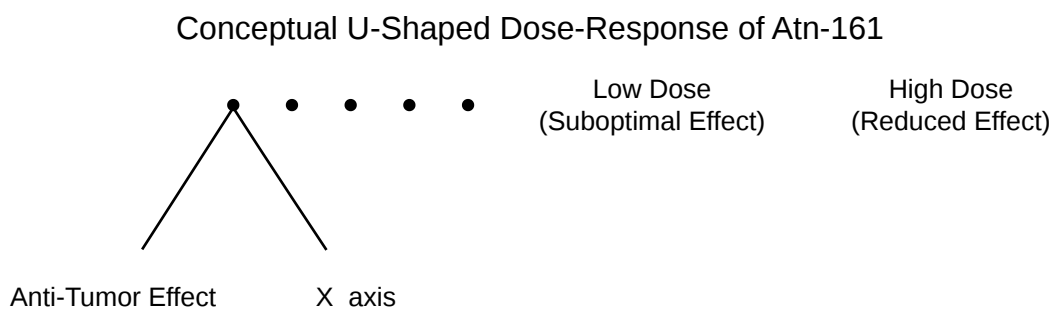 Conceptual U-Shaped Dose-Response of Atn-161
Low Dose
(Suboptimal Effect)
High Dose
(Reduced Effect)
Anti-Tumor Effect
X axis